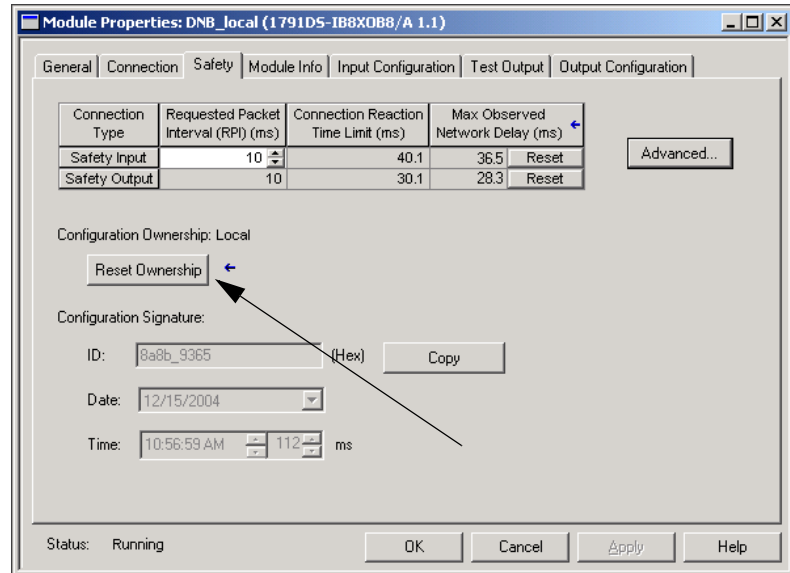 Module Properties: DNB_local (1791DS-IB8XOB8/A 1.1)
General Connection Safety Module Info Input Configuration Test Output Output Configuration
Connection Type Requested Packet Interval (RPI) (ms) Connection Reaction Time Limit (ms) Max Observed Network Delay (ms)
Safety Input 10 40.1 36.5 Reset
Safety Output 10 30.1 28.3 Reset
Advanced...
Configuration Ownership: Local
Reset Ownership
Configuration Signature:
ID: 8a8b_9365 (Hex) Copy
Date: 12/15/2004
Time: 10:56:59 AM 112 ms
Status: Running OK Cancel Apply Help